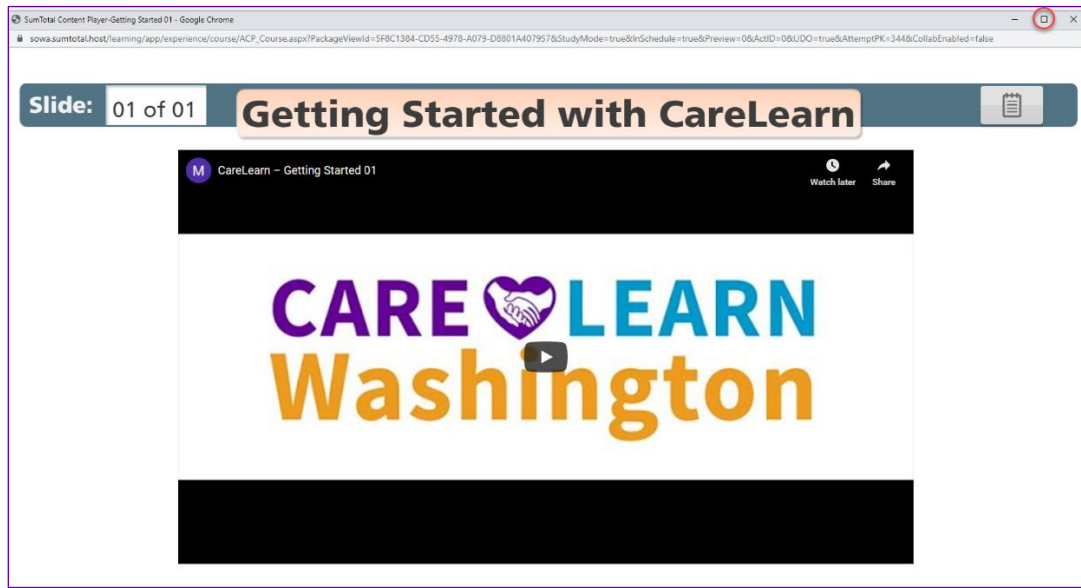 SumTotal Content Player-Getting Started 01 - Google Chrome
sowa.sumtotal.host/learning/app/experience/course/ACP_Course.aspx?PackageViewId=5F8C1384-CD55-4978-A079-D8801A407957&StudyMode=true&InSchedule=true&Preview=0&ActID=0&UDO=true&AttemptPK=344&CollabEnabled=false
Slide: 01 of 01 Getting Started with CareLearn
M CareLearn – Getting Started 01 Watch later Share
CARE LEARN
Washington